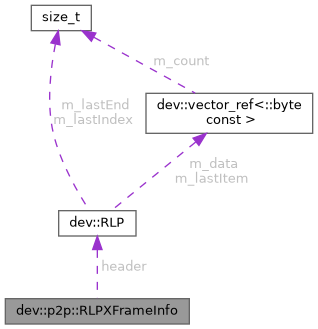 size_t
m_count
m_lastEnd
m_lastIndex
dev::vector_ref<::byte
const >
m_data
m_lastItem
dev::RLP
header
dev::p2p::RLPXFrameInfo